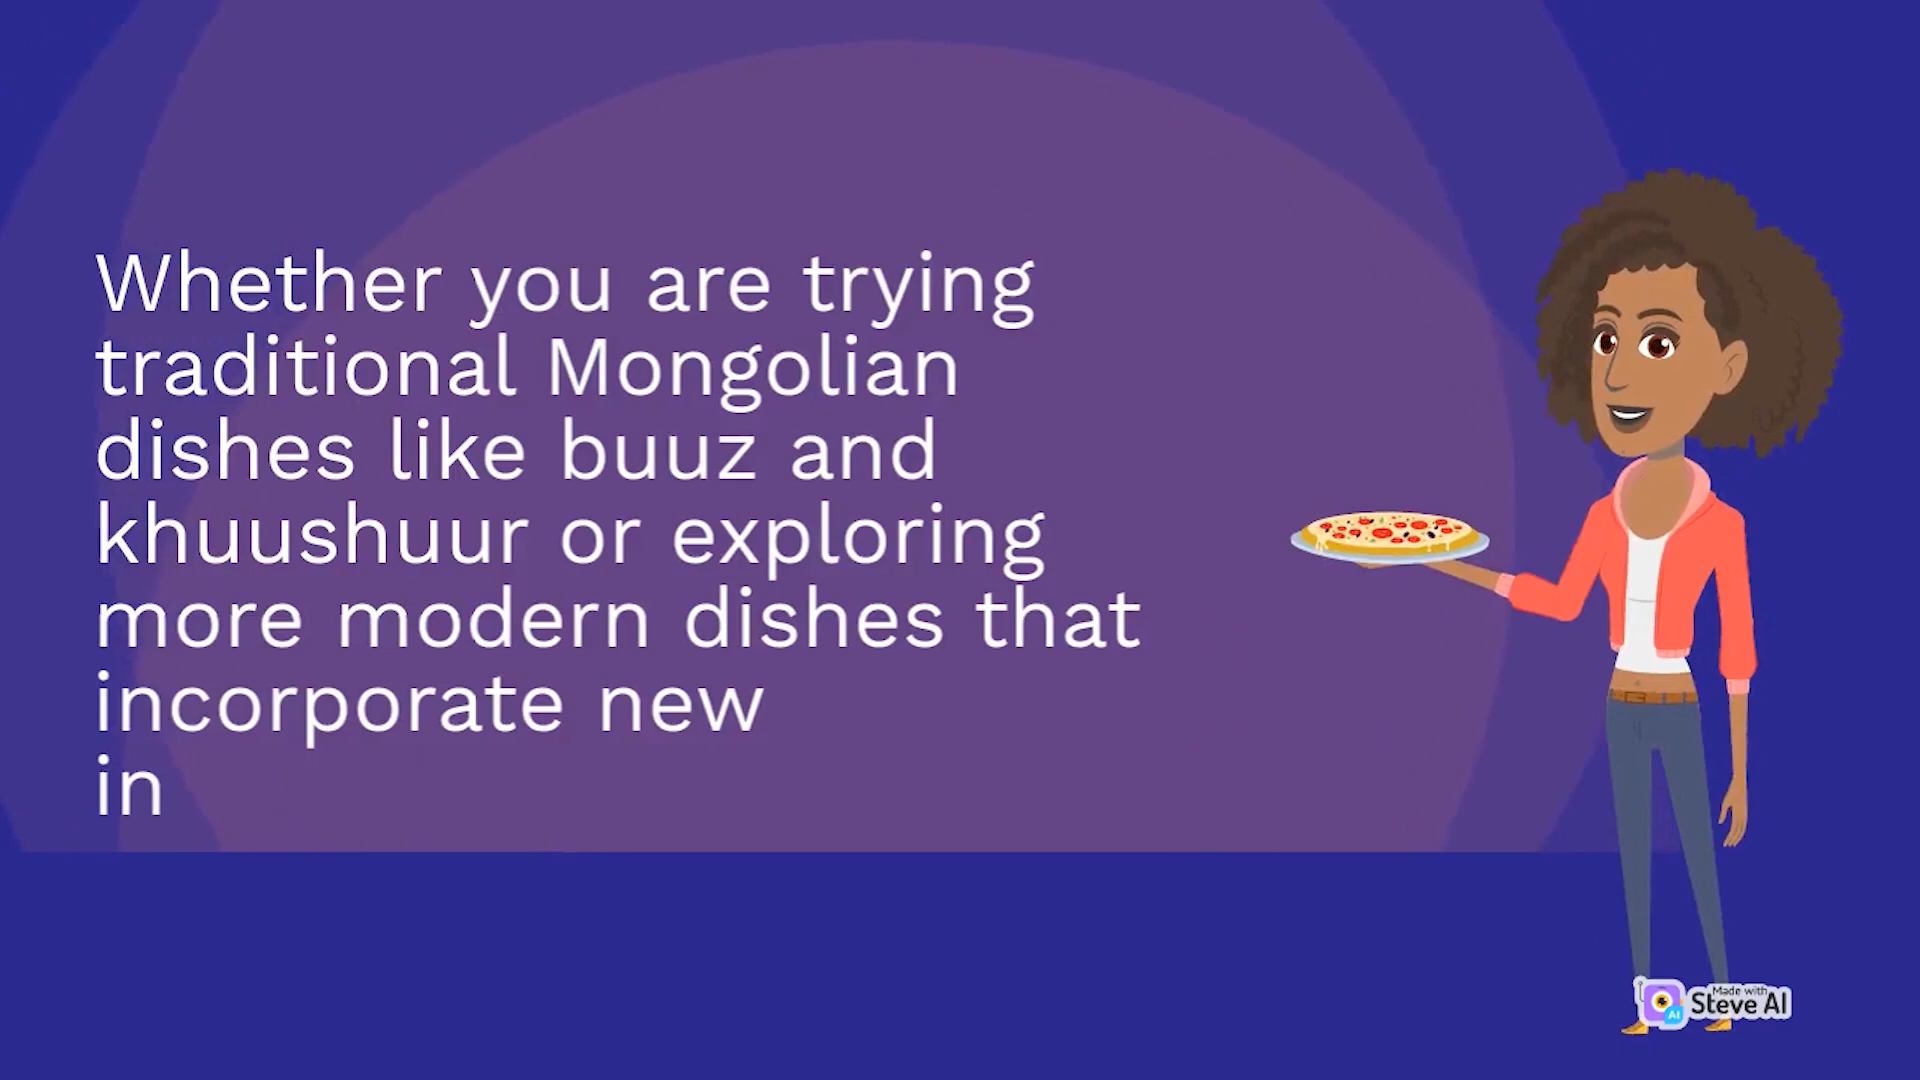 Whether you are trying
traditional Mongolian
dishes like buuz and
khuushuur or exploring
more modern dishes that
incorporate new
in
Made with
Steve AI
AI